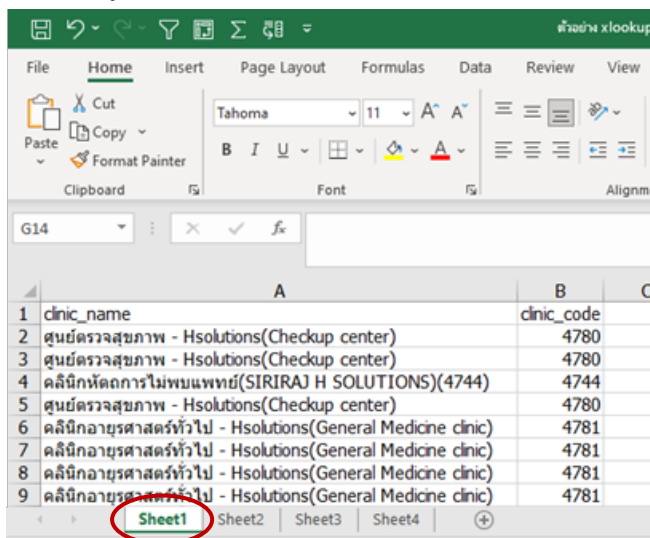 ตัวอย่าง xlookup
File Home Insert Page Layout Formulas Data Review View
Cut
Copy
Format Painter
Paste
Tahoma 11 A A
B I U A
Clipboard Font Alignm
G14 fx
A B C
1 clinic_name clinic_code
2 ศูนย์ตรวจสุขภาพ - Hsolutions(Checkup center) 4780
3 ศูนย์ตรวจสุขภาพ - Hsolutions(Checkup center) 4780
4 คลินิกหัตถการไม่พบแพทย์(SIRIRAJ H SOLUTIONS)(4744) 4744
5 ศูนย์ตรวจสุขภาพ - Hsolutions(Checkup center) 4780
6 คลินิกอายุรศาสตร์ทั่วไป - Hsolutions(General Medicine clinic) 4781
7 คลินิกอายุรศาสตร์ทั่วไป - Hsolutions(General Medicine clinic) 4781
8 คลินิกอายุรศาสตร์ทั่วไป - Hsolutions(General Medicine clinic) 4781
9 คลินิกอายุรศาสตร์ทั่วไป - Hsolutions(General Medicine clinic) 4781
Sheet1 Sheet2 Sheet3 Sheet4